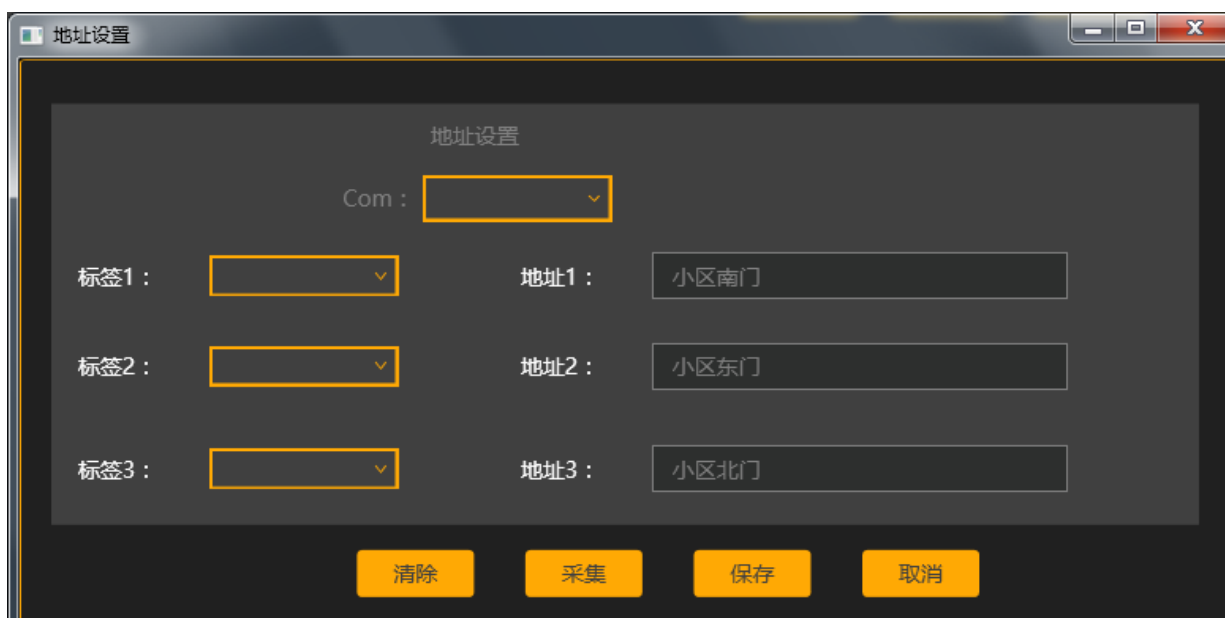 地址设置
地址设置
Com：
标签1： 地址1： 小区南门
标签2： 地址2： 小区东门
标签3： 地址3： 小区北门
清除 采集 保存 取消